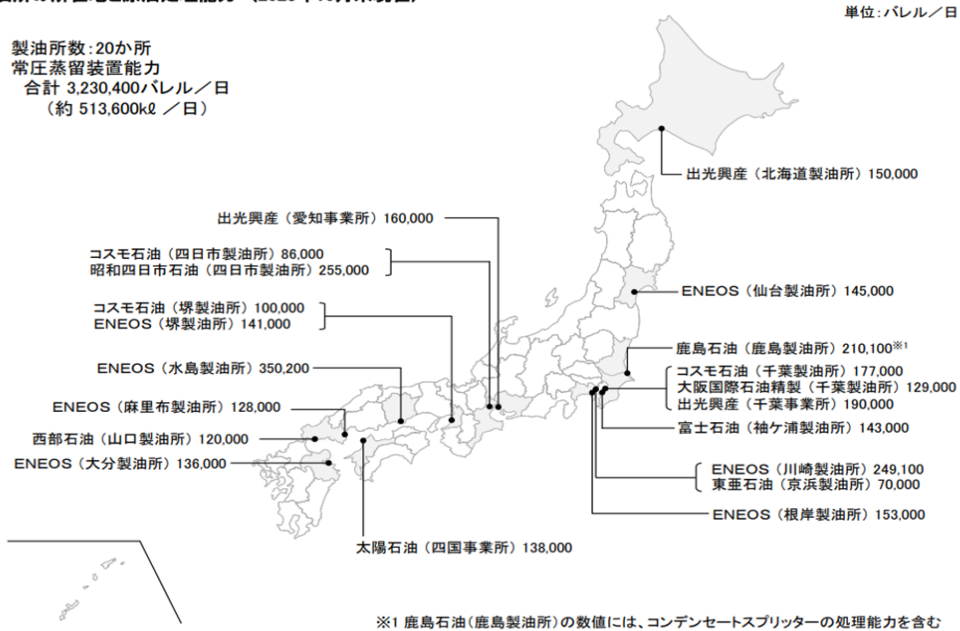 単位：バレル／日
製油所数：20か所
常圧蒸留装置能力
合計 3,230,400バレル／日
（約 513,600kℓ ／日）
出光興産（北海道製油所）150,000
出光興産（愛知事業所）160,000
コスモ石油（四日市製油所）86,000
昭和四日市石油（四日市製油所）255,000
コスモ石油（堺製油所）100,000
ENEOS（堺製油所）141,000
ENEOS（水島製油所）350,200
ENEOS（麻里布製油所）128,000
西部石油（山口製油所）120,000
ENEOS（大分製油所）136,000
太陽石油（四国事業所）138,000
ENEOS（仙台製油所）145,000
鹿島石油（鹿島製油所）210,100※1
コスモ石油（千葉製油所）177,000
大阪国際石油精製（千葉製油所）129,000
出光興産（千葉事業所）190,000
富士石油（袖ケ浦製油所）143,000
ENEOS（川崎製油所）249,100
東亜石油（京浜製油所）70,000
ENEOS（根岸製油所）153,000
※1 鹿島石油（鹿島製油所）の数値には、コンデンセートスプリッターの処理能力を含む